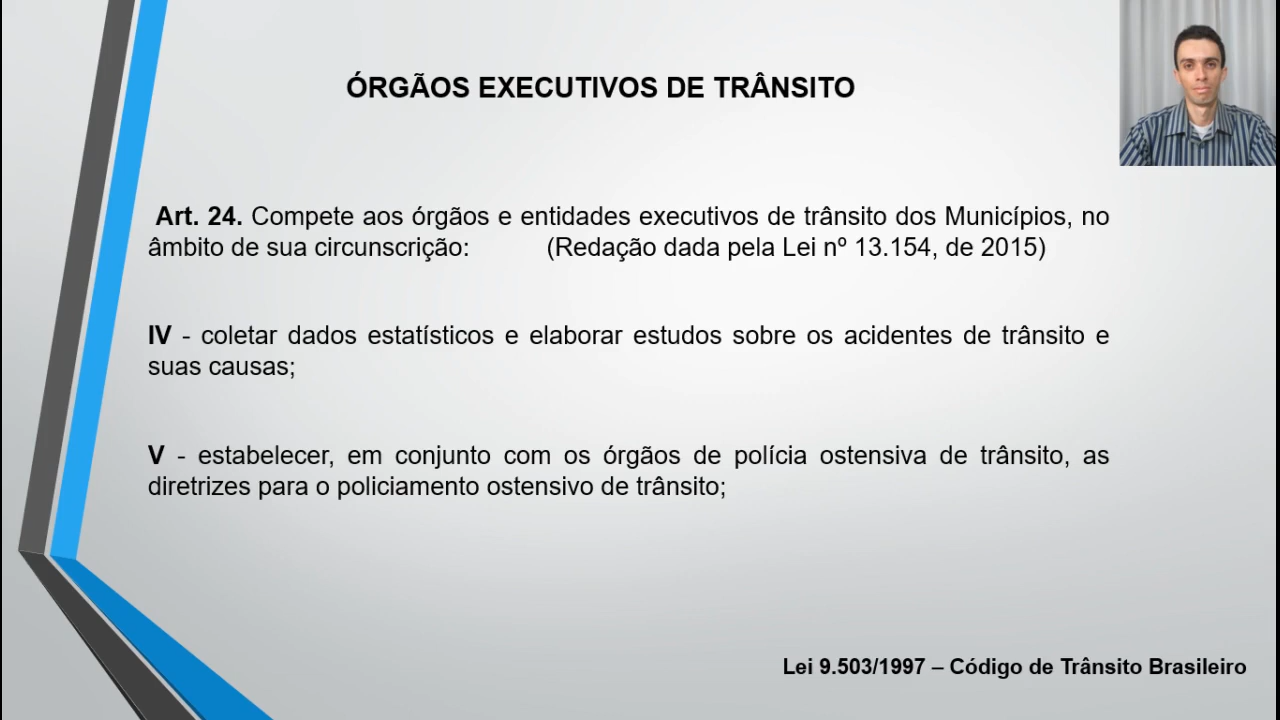 ÓRGÃOS EXECUTIVOS DE TRÂNSITO
Art. 24. Compete aos órgãos e entidades executivos de trânsito dos Municípios, no
âmbito de sua circunscrição: (Redação dada pela Lei nº 13.154, de 2015)
IV - coletar dados estatísticos e elaborar estudos sobre os acidentes de trânsito e
suas causas;
V - estabelecer, em conjunto com os órgãos de polícia ostensiva de trânsito, as
diretrizes para o policiamento ostensivo de trânsito;
Lei 9.503/1997 – Código de Trânsito Brasileiro